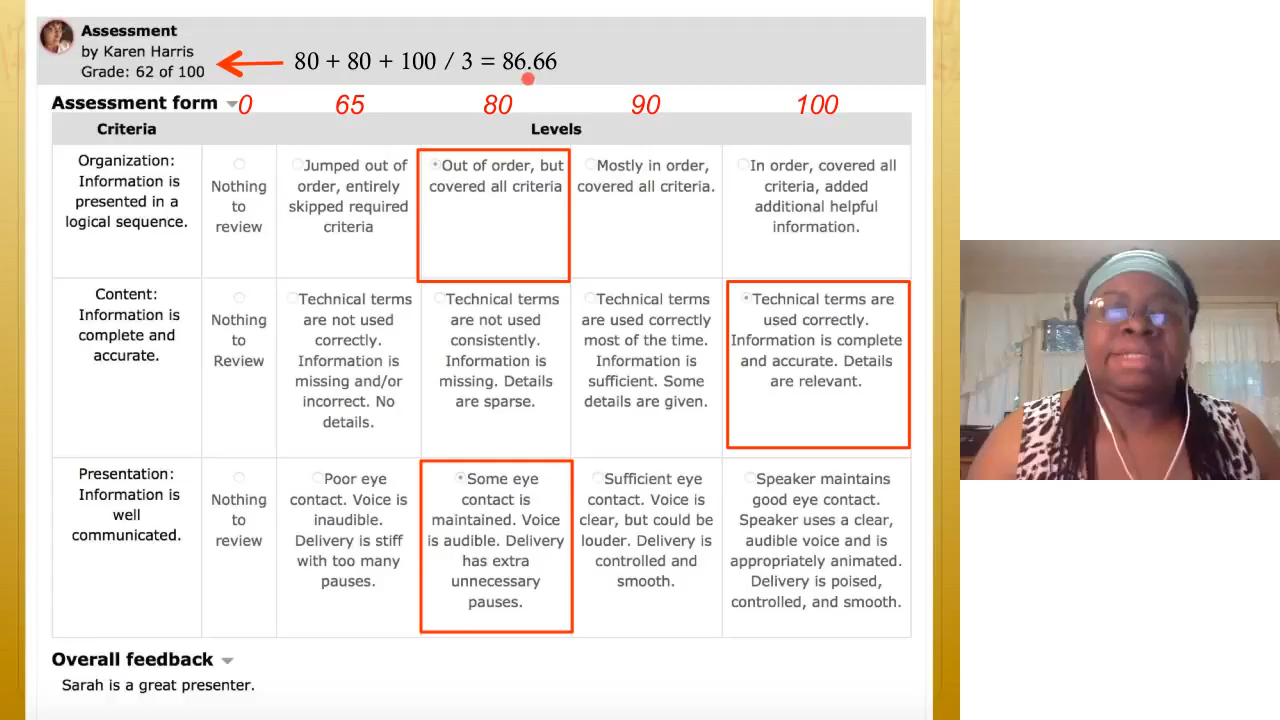 Assessment
by Karen Harris
Grade: 62 of 100
80 + 80 + 100 / 3 = 86.66
Assessment form
0 65 80 90 100
Criteria
Levels
Organization:
Information is
presented in a
logical sequence.
Nothing
to
review
Jumped out of
order, entirely
skipped required
criteria
Out of order, but
covered all criteria
Mostly in order,
covered all criteria.
In order, covered all
criteria, added
additional helpful
information.
Content:
Information is
complete and
accurate.
Nothing
to
Review
Technical terms
are not used
correctly.
Information is
missing and/or
incorrect. No
details.
Technical terms
are not used
consistently.
Information is
missing. Details
are sparse.
Technical terms
are used correctly
most of the time.
Information is
sufficient. Some
details are given.
Technical terms are
used correctly.
Information is complete
and accurate. Details
are relevant.
Presentation:
Information is
well
communicated.
Nothing
to
review
Poor eye
contact. Voice is
inaudible.
Delivery is stiff
with too many
pauses.
Some eye
contact is
maintained. Voice
is audible. Delivery
has extra
unnecessary
pauses.
Sufficient eye
contact. Voice is
clear, but could be
louder. Delivery is
controlled and
smooth.
Speaker maintains
good eye contact.
Speaker uses a clear,
audible voice and is
appropriately animated.
Delivery is poised,
controlled, and smooth.
Overall feedback
Sarah is a great presenter.